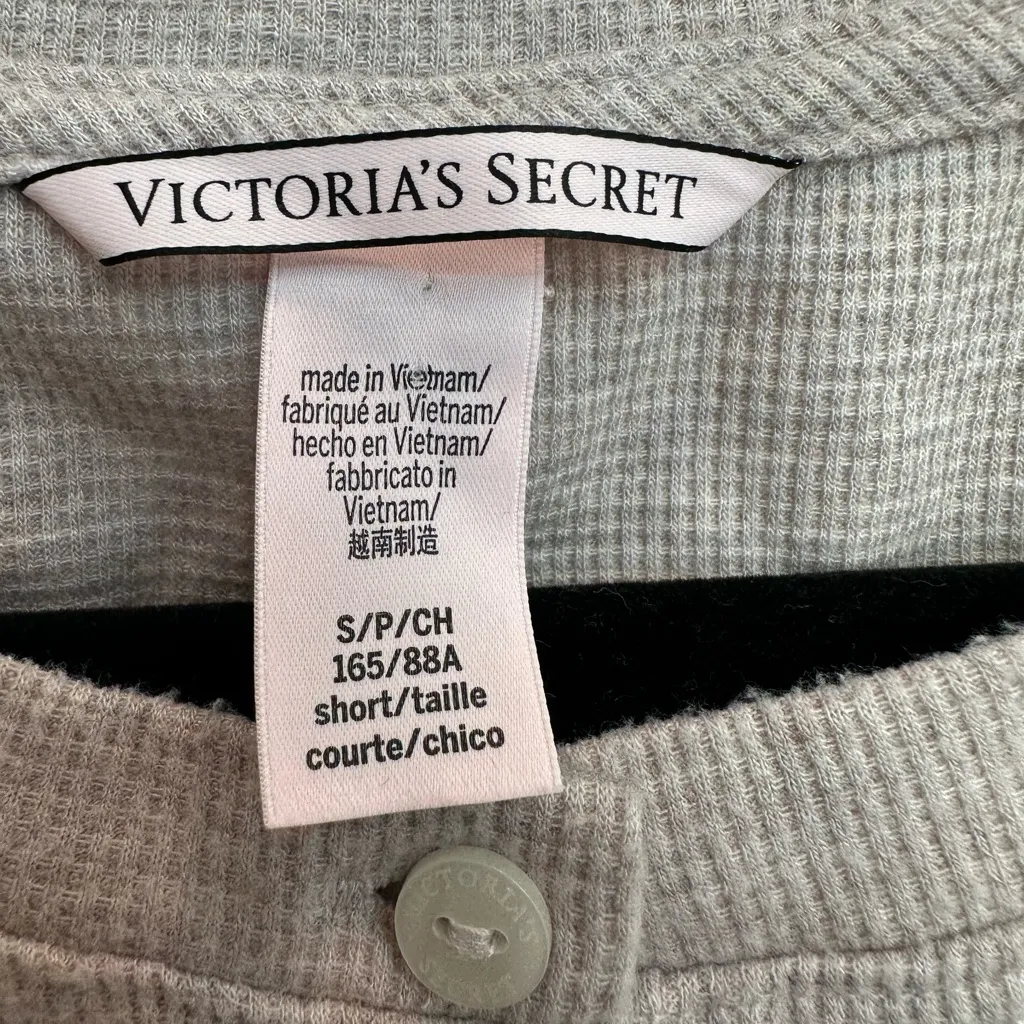 VICTORIA'S SECRET
made in Vietnam/
fabriqué au Vietnam/
hecho en Vietnam/
fabbricato in
Vietnam/
越南制造
S/P/CH
165/88A
short/taille
courte/chico
VICTORIA'S